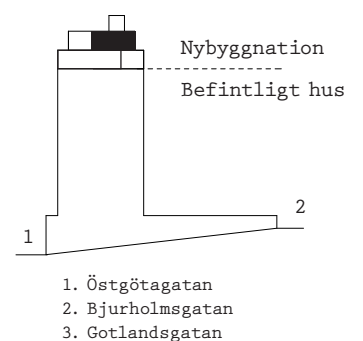 Nybyggnation
Befintligt hus
2
1
1. Östgötagatan
2. Bjurholmsgatan
3. Gotlandsgatan